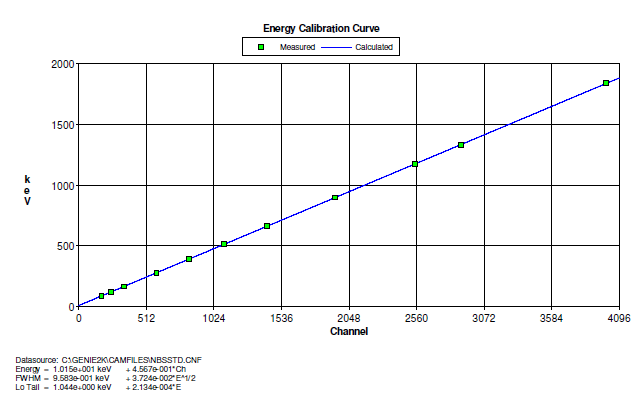 Energy Calibration Curve
Measured Calculated
2000
1500
1000
500
0
k
e
V
0 512 1024 1536 2048 2560 3072 3584 4096
Channel
Datasource: C:\GENIE2K\CAMFILES\NBSSTD.CNF
Energy = 1.015e+001 keV + 4.567e-001*Ch
FWHM = 9.583e-001 keV + 3.724e-002*E^1/2
Lo Tail = 1.044e+000 keV + 2.134e-004*E